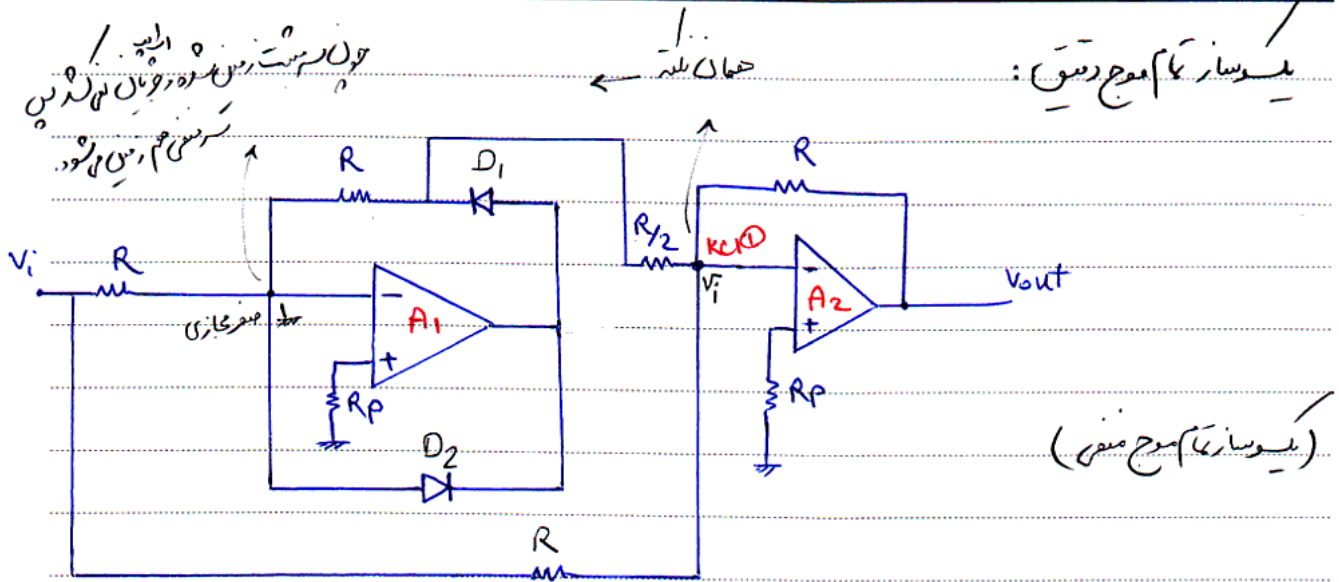 یکسوساز تمام موج دقیق :
همان نکته ←
چون سر مثبت زمین شده و جریان نمی‌کشد پس
سر منفی هم زمین می‌شود.
R
D1
R
R/2
KCL①
Vi
R
Vi
-
A1
+
-
A2
+
Vout
صفر مجازی
Rp
Rp
D2
(یکسوساز تمام موج منفی)
R